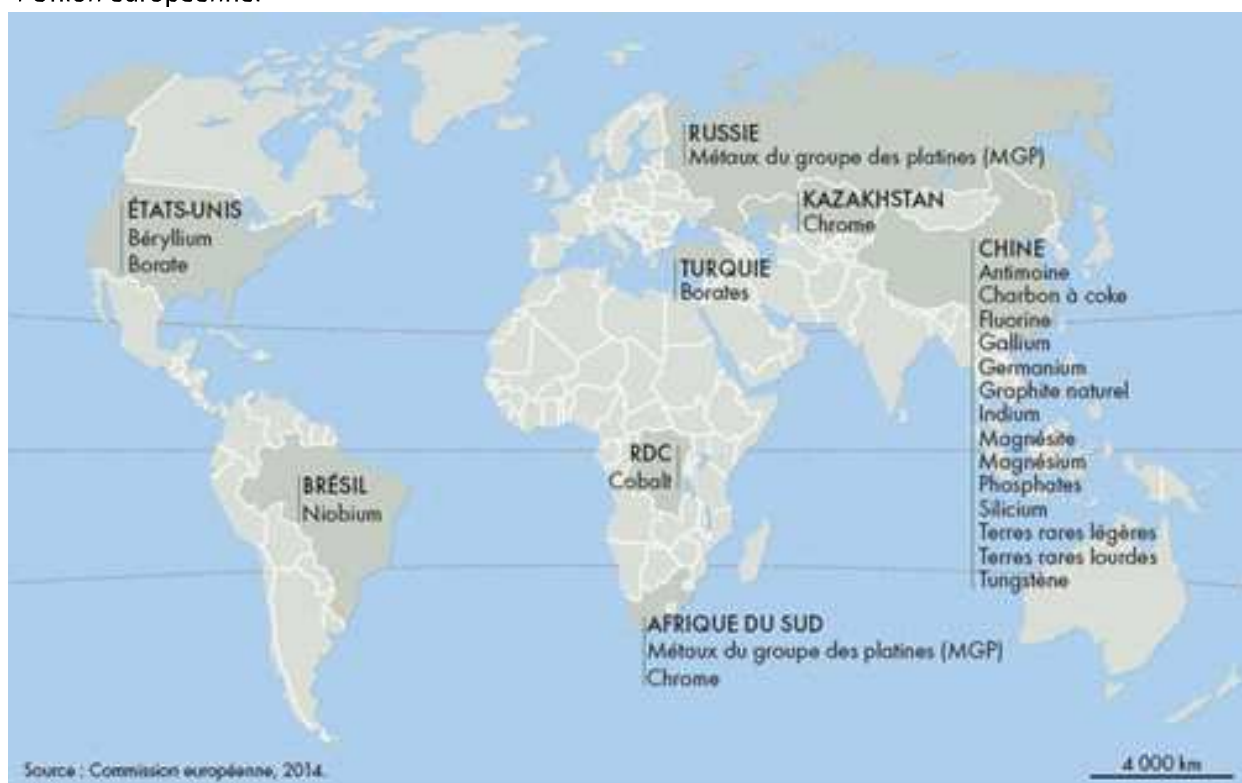 l'Union européenne.
RUSSIE
Métaux du groupe des platines (MGP)
KAZAKHSTAN
Chrome
ÉTATS-UNIS
Béryllium
Borate
CHINE
Antimoine
Charbon à coke
Fluorine
Gallium
Germanium
Graphite naturel
Indium
Magnésite
Magnésium
Phosphates
Silicium
Terres rares légères
Terres rares lourdes
Tungstène
TURQUIE
Borates
RDC
Cobalt
BRÉSIL
Niobium
AFRIQUE DU SUD
Métaux du groupe des platines (MGP)
Chrome
Source : Commission européenne, 2014.
4 000 km